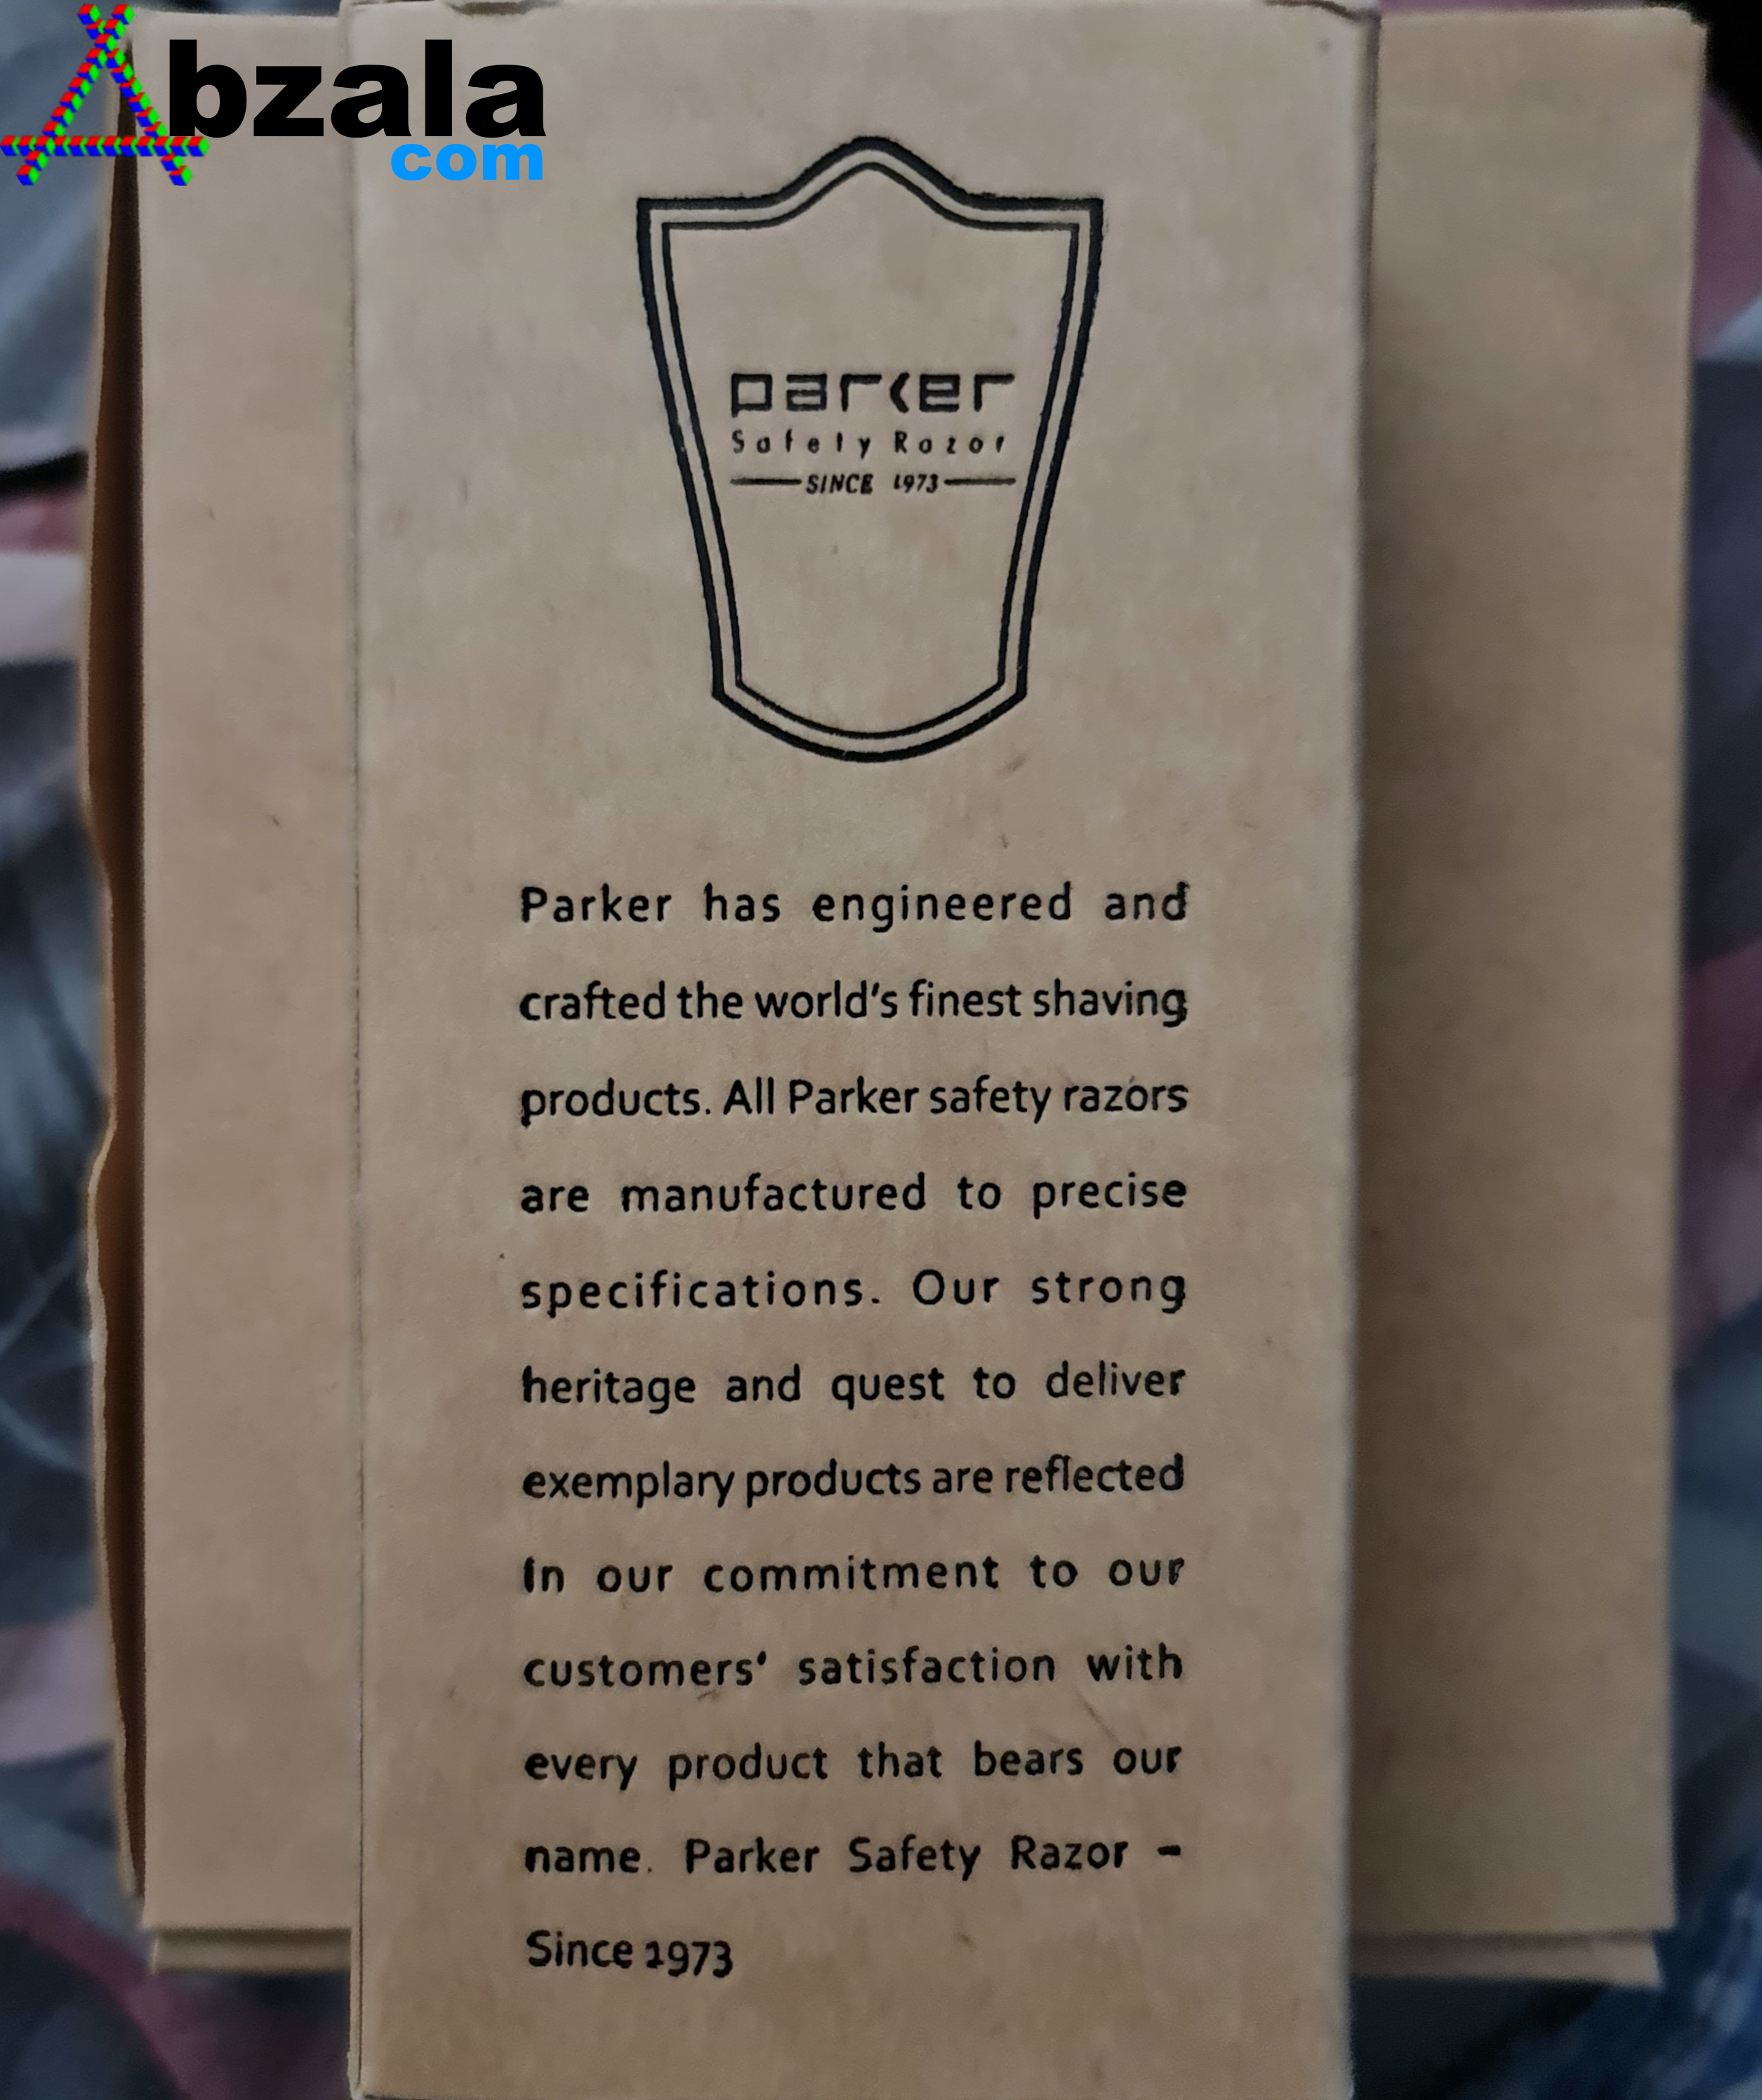 Abzala
com
parker
Safety Razor
SINCE 1973
Parker has engineered and
crafted the world's finest shaving
products. All Parker safety razors
are manufactured to precise
specifications. Our strong
heritage and quest to deliver
exemplary products are reflected
In our commitment to our
customers' satisfaction with
every product that bears our
name. Parker Safety Razor -
Since 1973